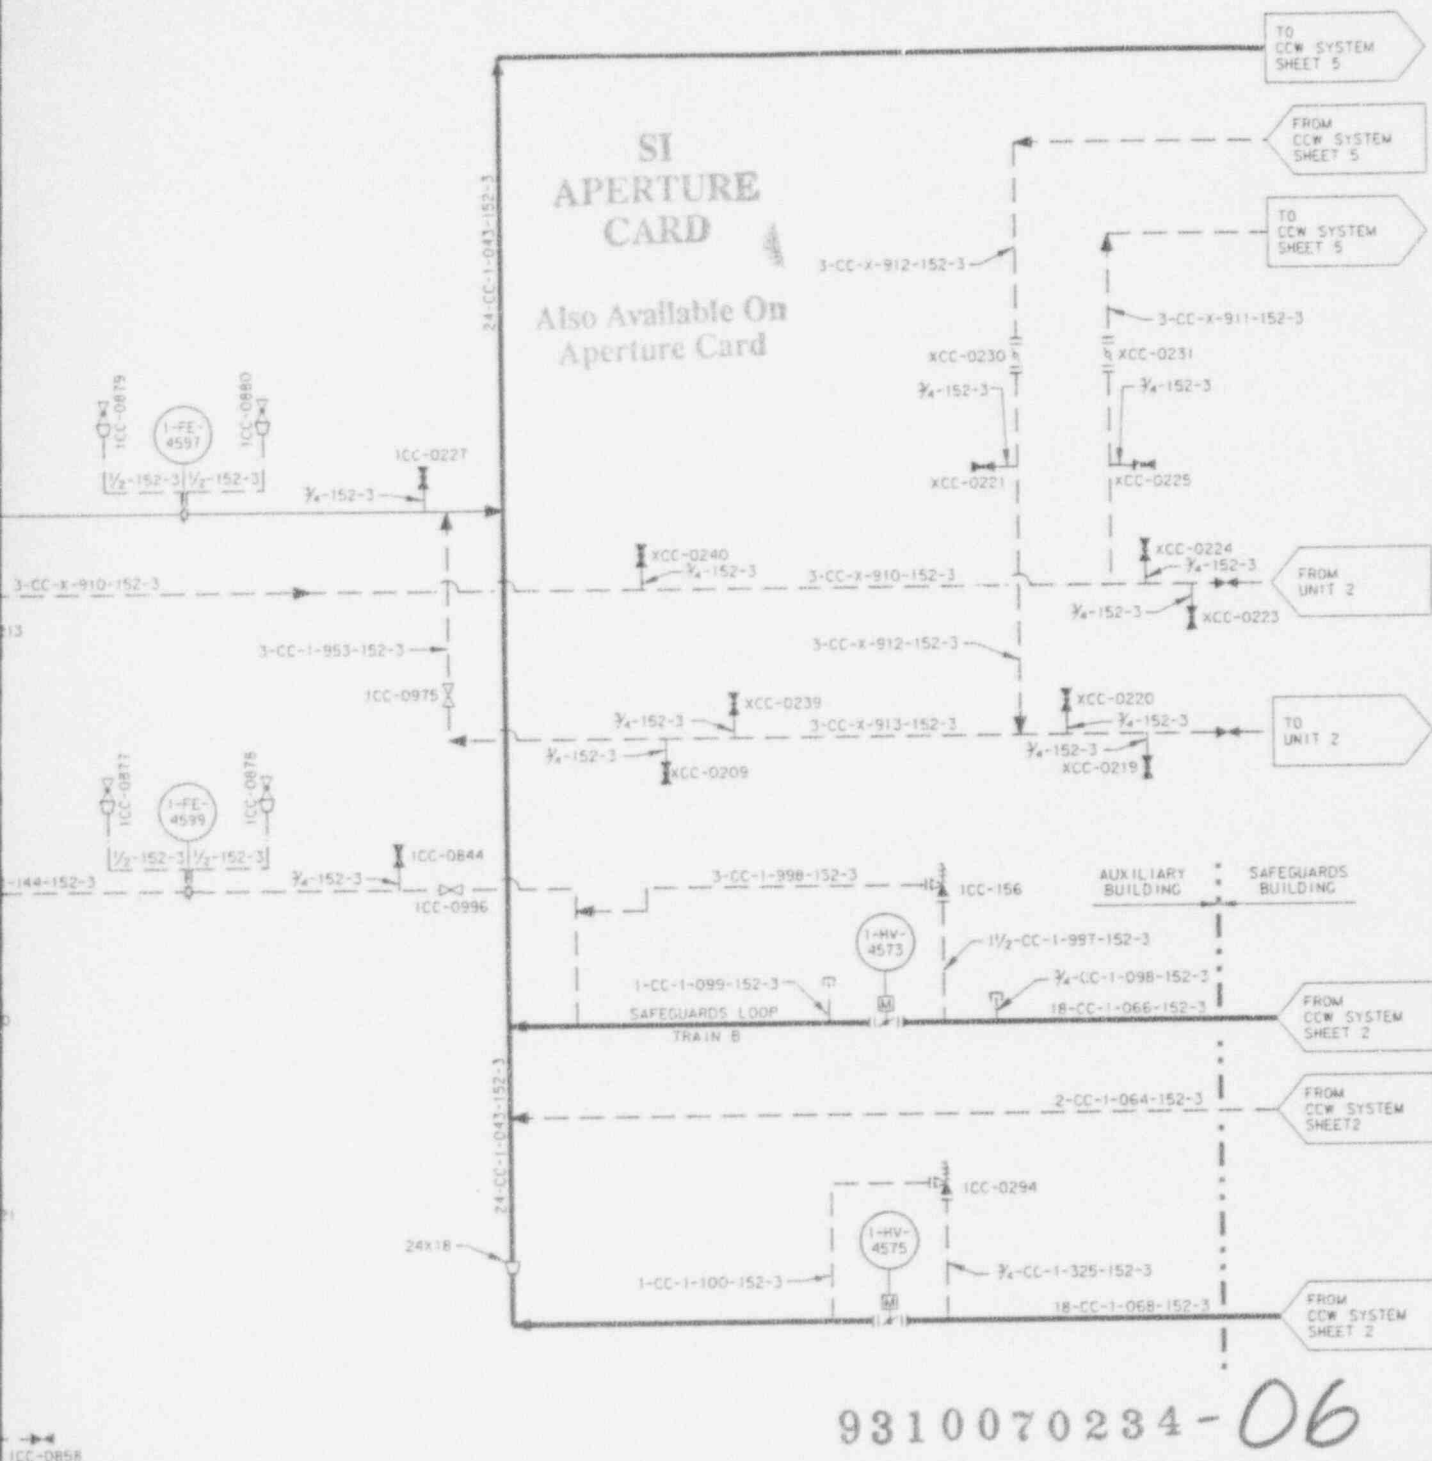 TO
CCW SYSTEM
SHEET 5
FROM
CCW SYSTEM
SHEET 5
TO
CCW SYSTEM
SHEET 5
SI
APERTURE
CARD
Also Available On
Aperture Card
24-CC-1-043-152-3
3-CC-X-912-152-3
3-CC-X-911-152-3
XCC-0230
XCC-0231
3/4-152-3
3/4-152-3
XCC-0221
XCC-0225
1CC-0879
1-FE-
4597
1CC-0880
1/2-152-3
1/2-152-3
1CC-0227
3/4-152-3
XCC-0240
3/4-152-3
XCC-0224
3/4-152-3
3-CC-X-910-152-3
3-CC-X-910-152-3
FROM
UNIT 2
3/4-152-3
XCC-0223
213
3-CC-1-953-152-3
3-CC-X-912-152-3
1CC-0975
XCC-0239
3/4-152-3
3-CC-X-913-152-3
XCC-0220
3/4-152-3
TO
UNIT 2
3/4-152-3
XCC-0209
3/4-152-3
XCC-0219
1CC-0877
1-FE-
4599
1CC-0878
1/2-152-3
1/2-152-3
1CC-0844
3/4-152-3
-144-152-3
1CC-0996
3-CC-1-998-152-3
1CC-156
AUXILIARY
BUILDING
SAFEGUARDS
BUILDING
1-HV-
4573
1 1/2-CC-1-997-152-3
1-CC-1-099-152-3
3/4-CC-1-098-152-3
M
SAFEGUARDS LOOP
TRAIN B
18-CC-1-066-152-3
FROM
CCW SYSTEM
SHEET 2
24-CC-1-043-152-3
2-CC-1-064-152-3
FROM
CCW SYSTEM
SHEET2
1CC-0294
1-HV-
4575
24X18
1-CC-1-100-152-3
3/4-CC-1-325-152-3
M
18-CC-1-068-152-3
FROM
CCW SYSTEM
SHEET 2
9310070234-06
1CC-0858